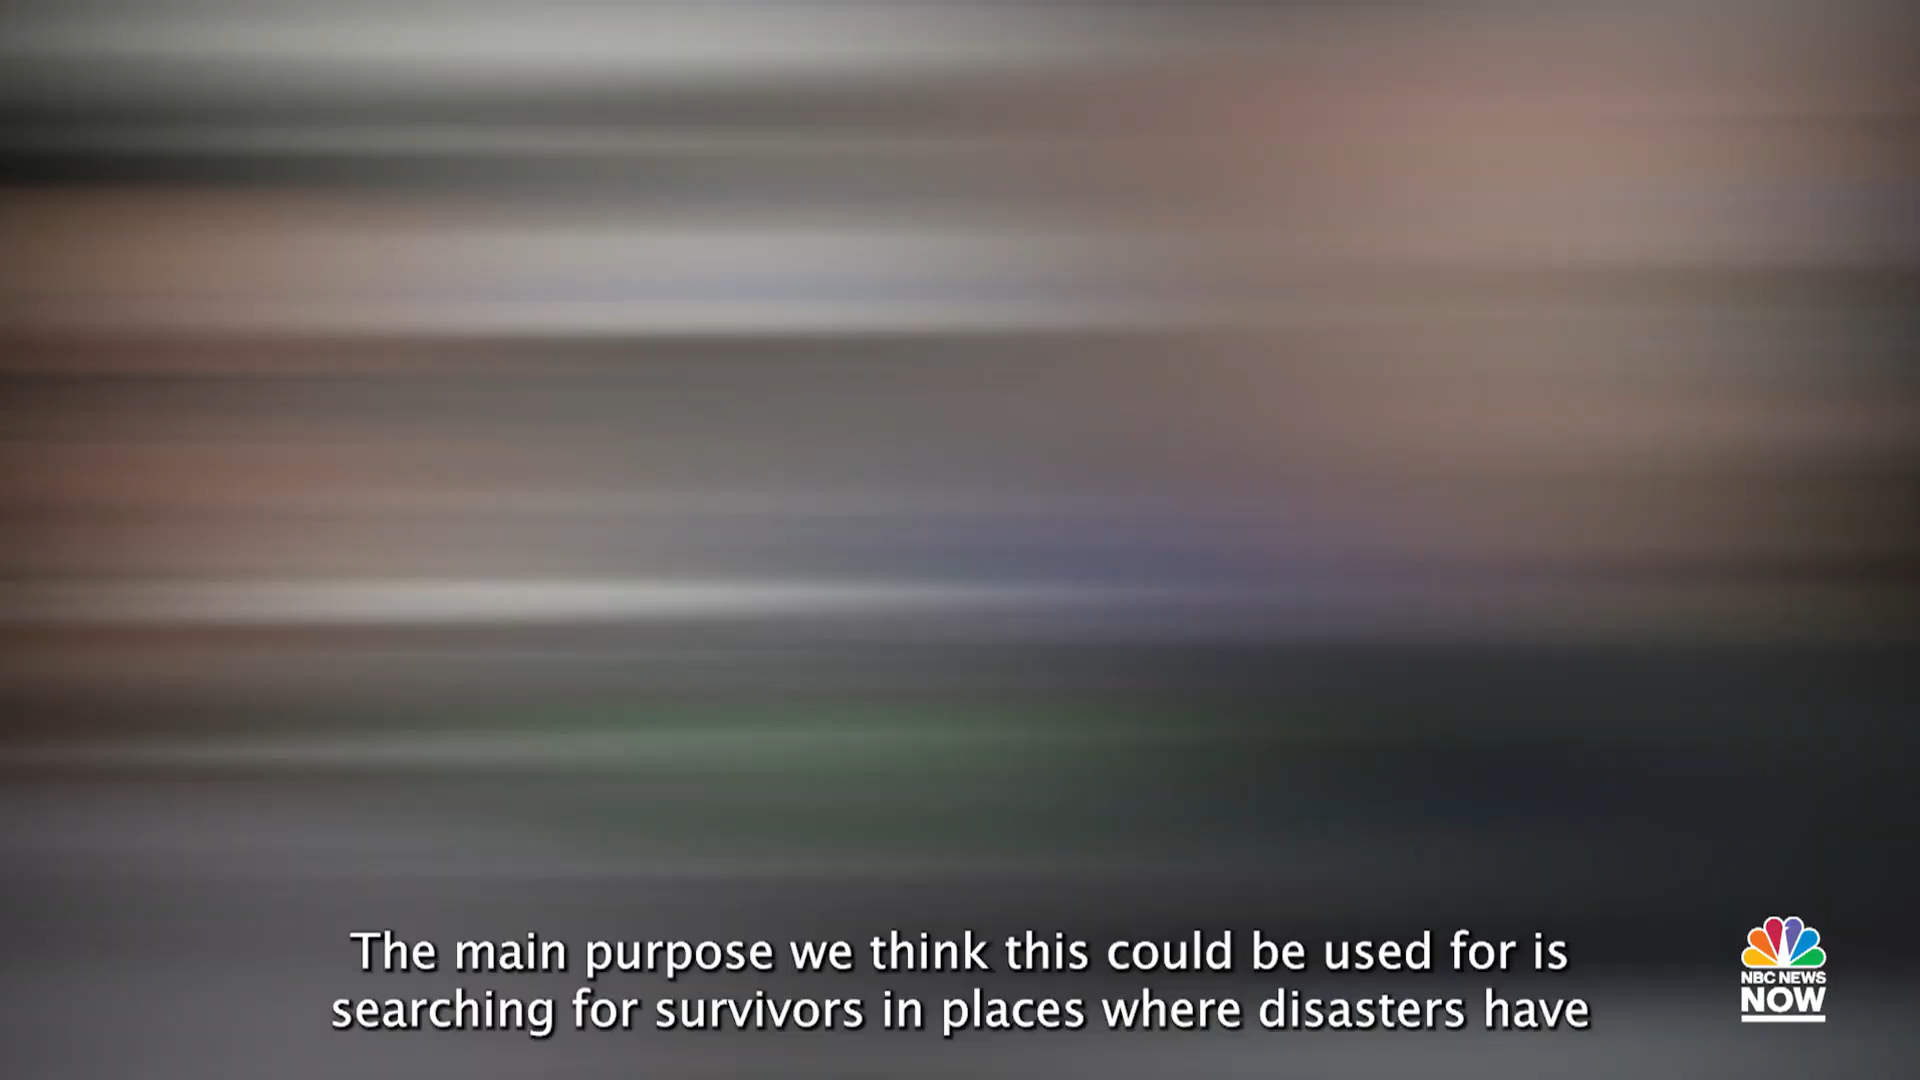 The main purpose we think this could be used for is
searching for survivors in places where disasters have
NBC NEWS
NOW